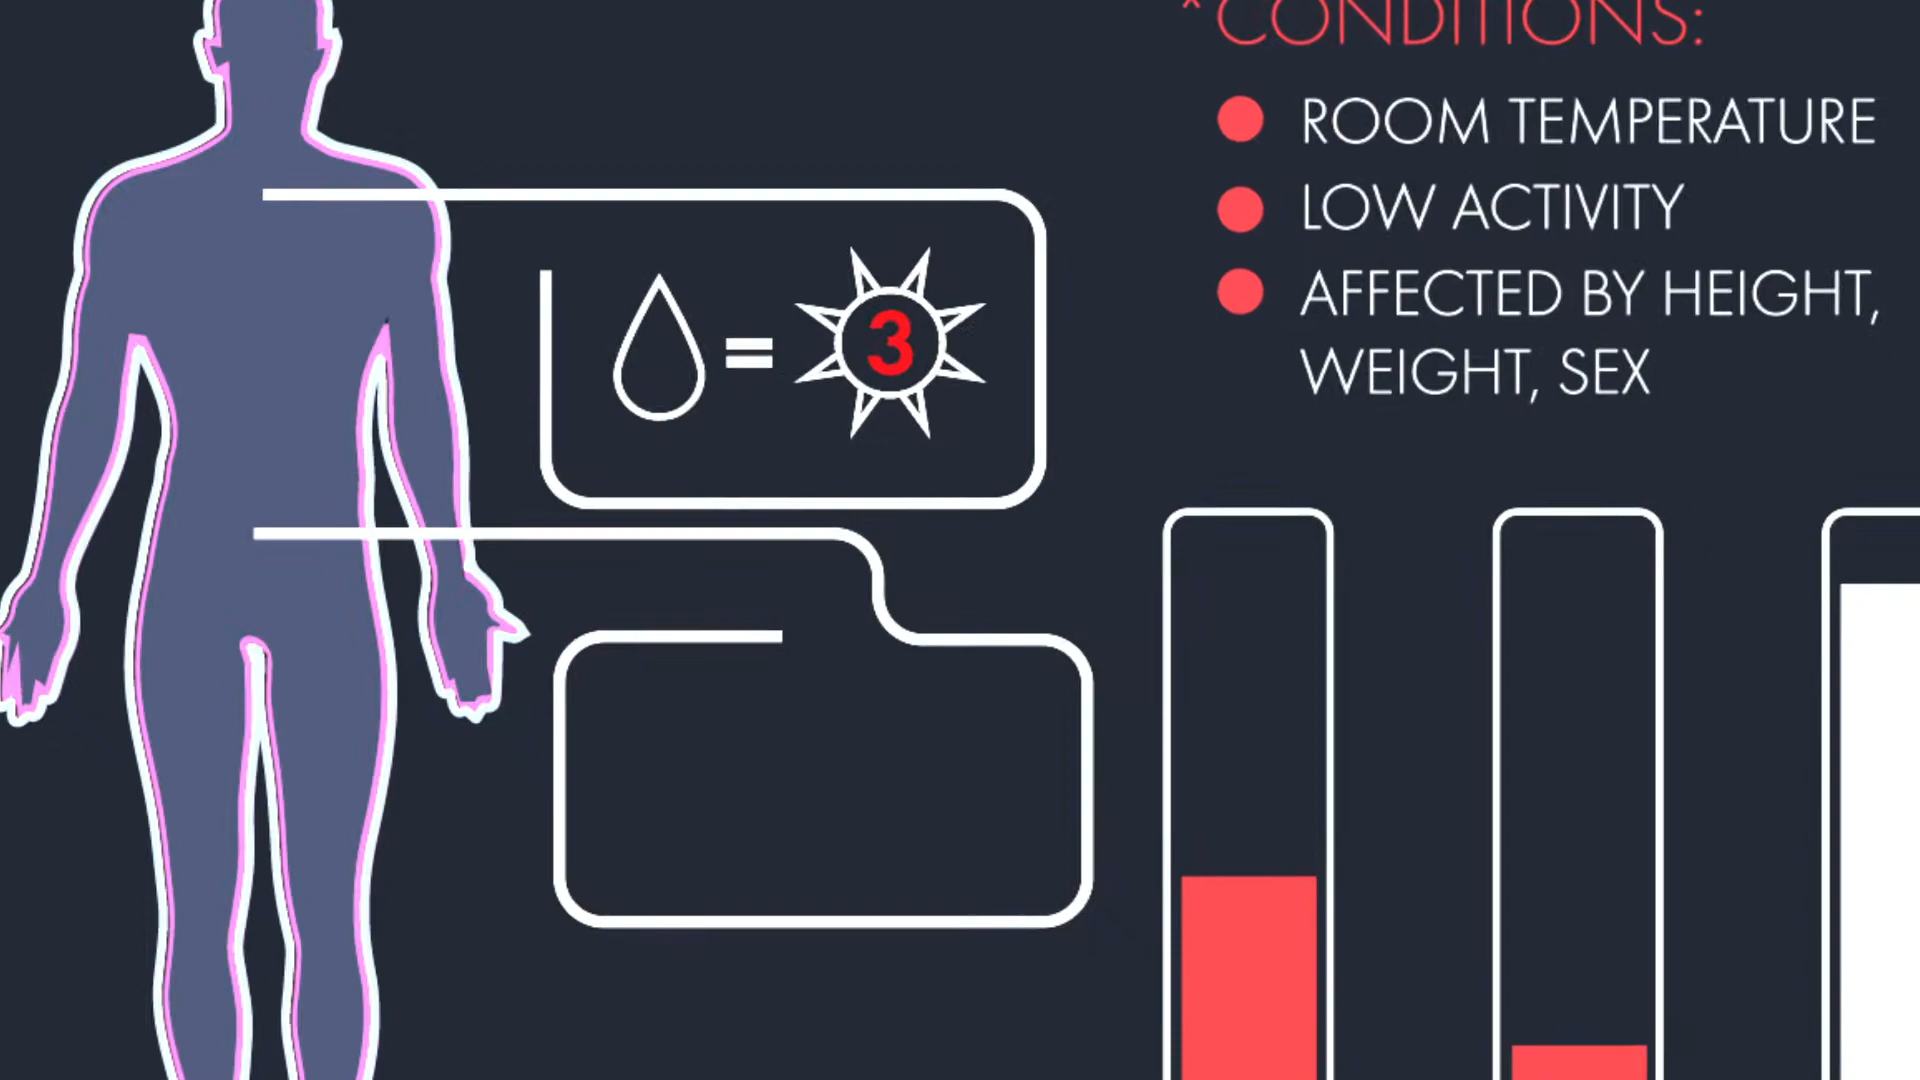 *CONDITIONS:
ROOM TEMPERATURE
LOW ACTIVITY
AFFECTED BY HEIGHT,
WEIGHT, SEX
= 3